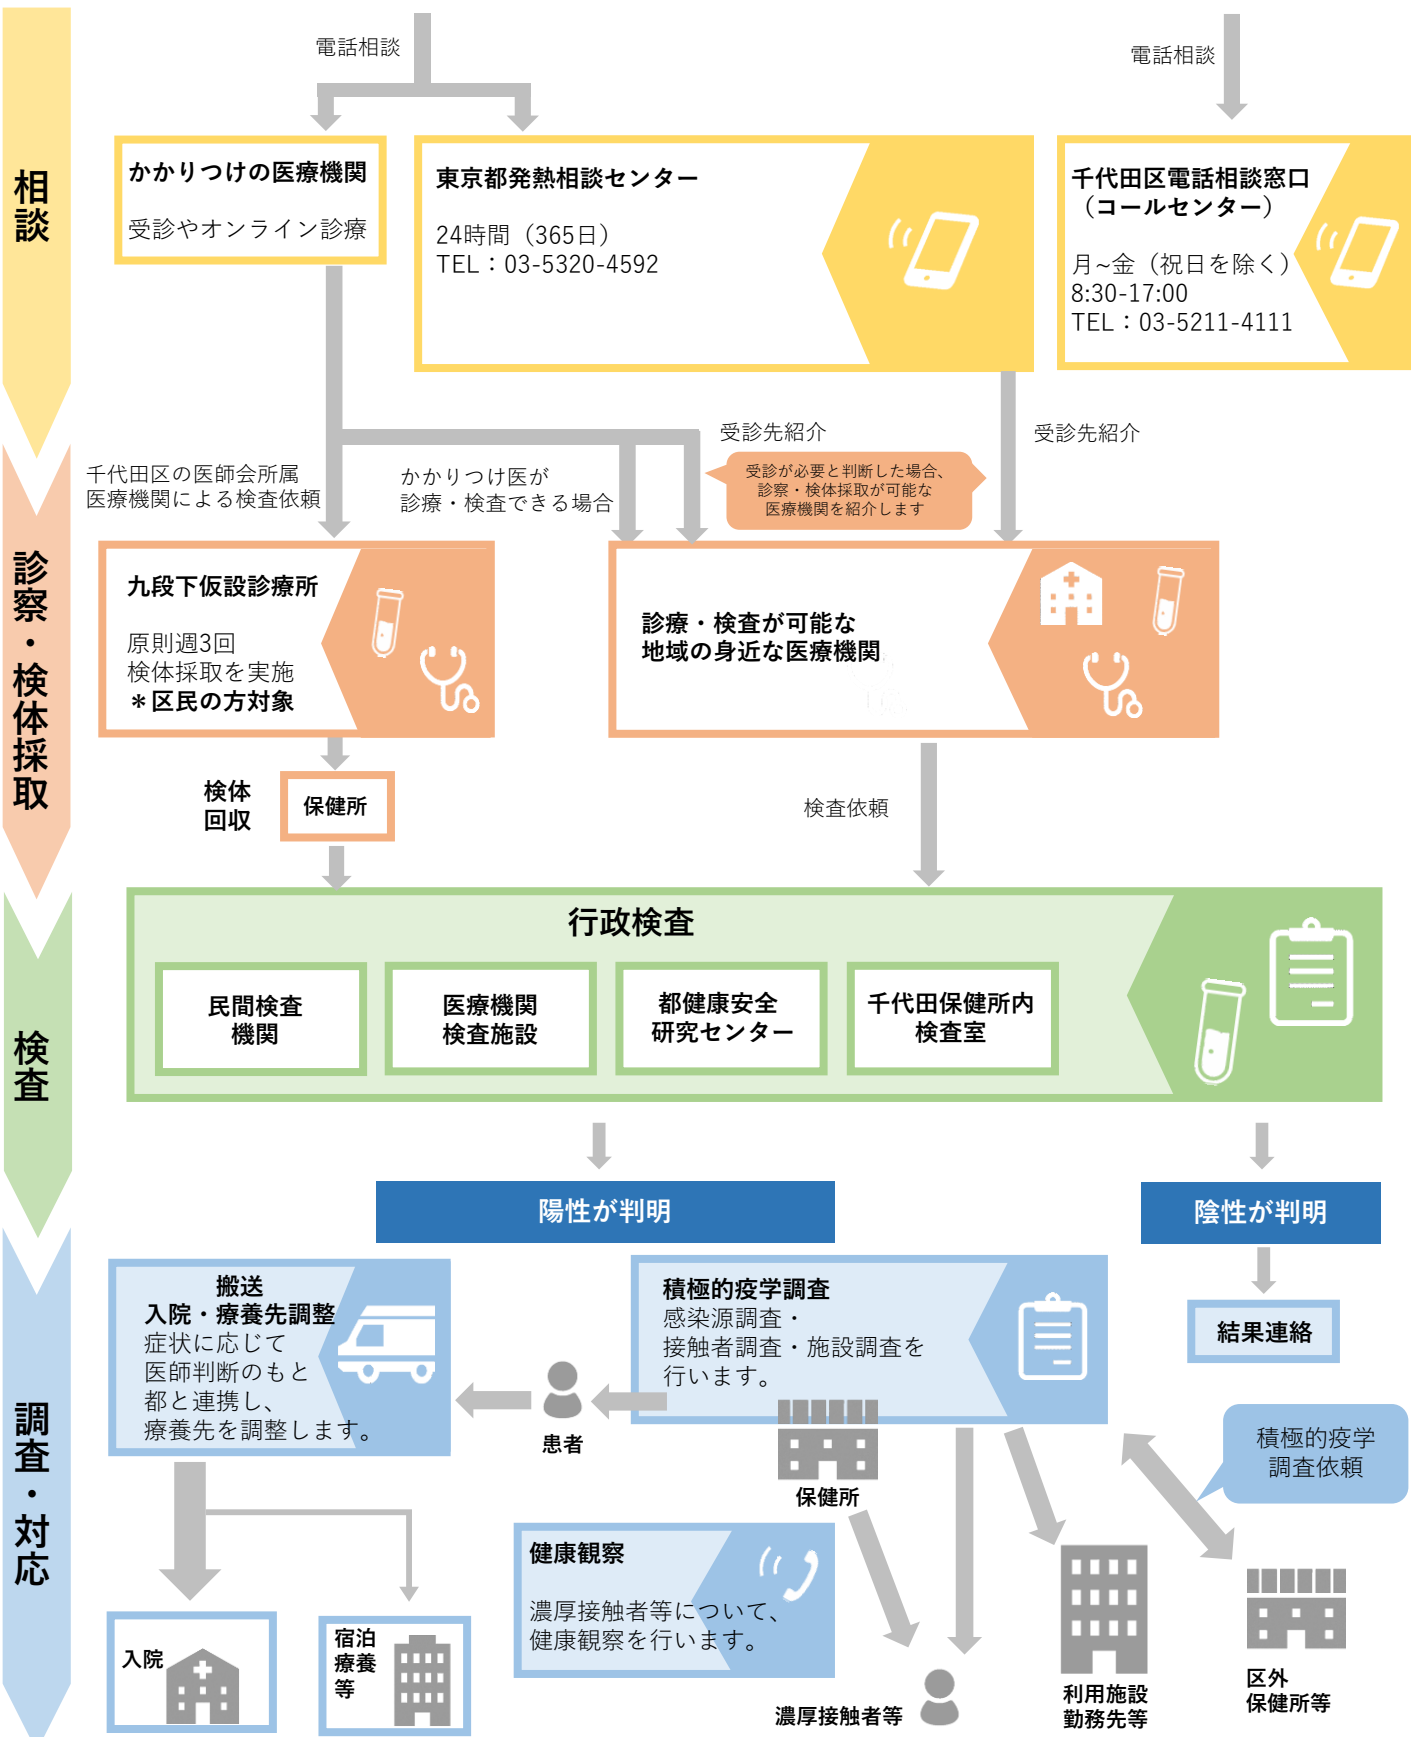 相談
電話相談
電話相談
かかりつけの医療機関
受診やオンライン診療
東京都発熱相談センター
24時間（365日）
TEL：03-5320-4592
千代田区電話相談窓口
（コールセンター）
月~金（祝日を除く）
8:30-17:00
TEL：03-5211-4111
診察・検体採取
千代田区の医師会所属
医療機関による検査依頼
かかりつけ医が
診療・検査できる場合
受診先紹介
受診が必要と判断した場合、
診察・検体採取が可能な
医療機関を紹介します
受診先紹介
九段下仮設診療所
原則週3回
検体採取を実施
＊区民の方対象
診療・検査が可能な
地域の身近な医療機関
検体
回収
保健所
検査依頼
検査
行政検査
民間検査
機関
医療機関
検査施設
都健康安全
研究センター
千代田保健所内
検査室
陽性が判明
陰性が判明
結果連絡
調査・対応
搬送
入院・療養先調整
症状に応じて
医師判断のもと
都と連携し、
療養先を調整します。
患者
積極的疫学調査
感染源調査・
接触者調査・施設調査を
行います。
保健所
積極的疫学
調査依頼
健康観察
濃厚接触者等について、
健康観察を行います。
入院
宿泊
療養
等
濃厚接触者等
利用施設
勤務先等
区外
保健所等